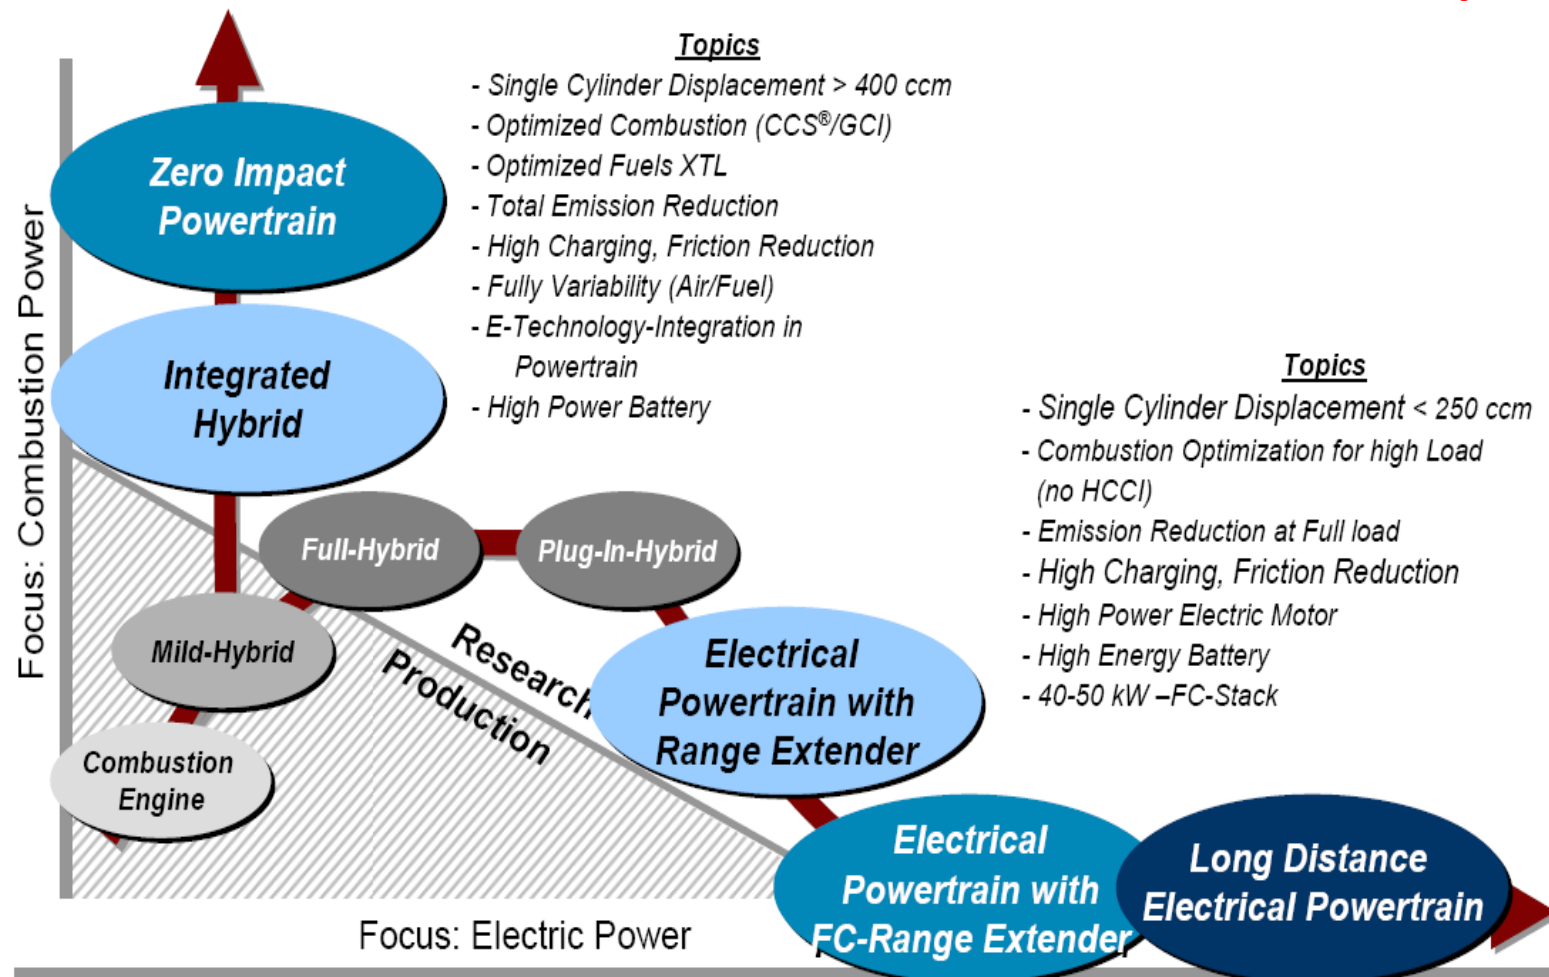 Topics
- Single Cylinder Displacement > 400 ccm
- Optimized Combustion (CCS®/GCI)
- Optimized Fuels XTL
- Total Emission Reduction
- High Charging, Friction Reduction
- Fully Variability (Air/Fuel)
- E-Technology-Integration in
Powertrain
- High Power Battery
Focus: Combustion Power
Zero Impact
Powertrain
Integrated
Hybrid
Topics
- Single Cylinder Displacement < 250 ccm
- Combustion Optimization for high Load
(no HCCI)
- Emission Reduction at Full load
- High Charging, Friction Reduction
- High Power Electric Motor
- High Energy Battery
- 40-50 kW –FC-Stack
Full-Hybrid
Plug-In-Hybrid
Mild-Hybrid
Combustion
Engine
Research
Production
Electrical
Powertrain with
Range Extender
Electrical
Powertrain with
FC-Range Extender
Long Distance
Electrical Powertrain
Focus: Electric Power